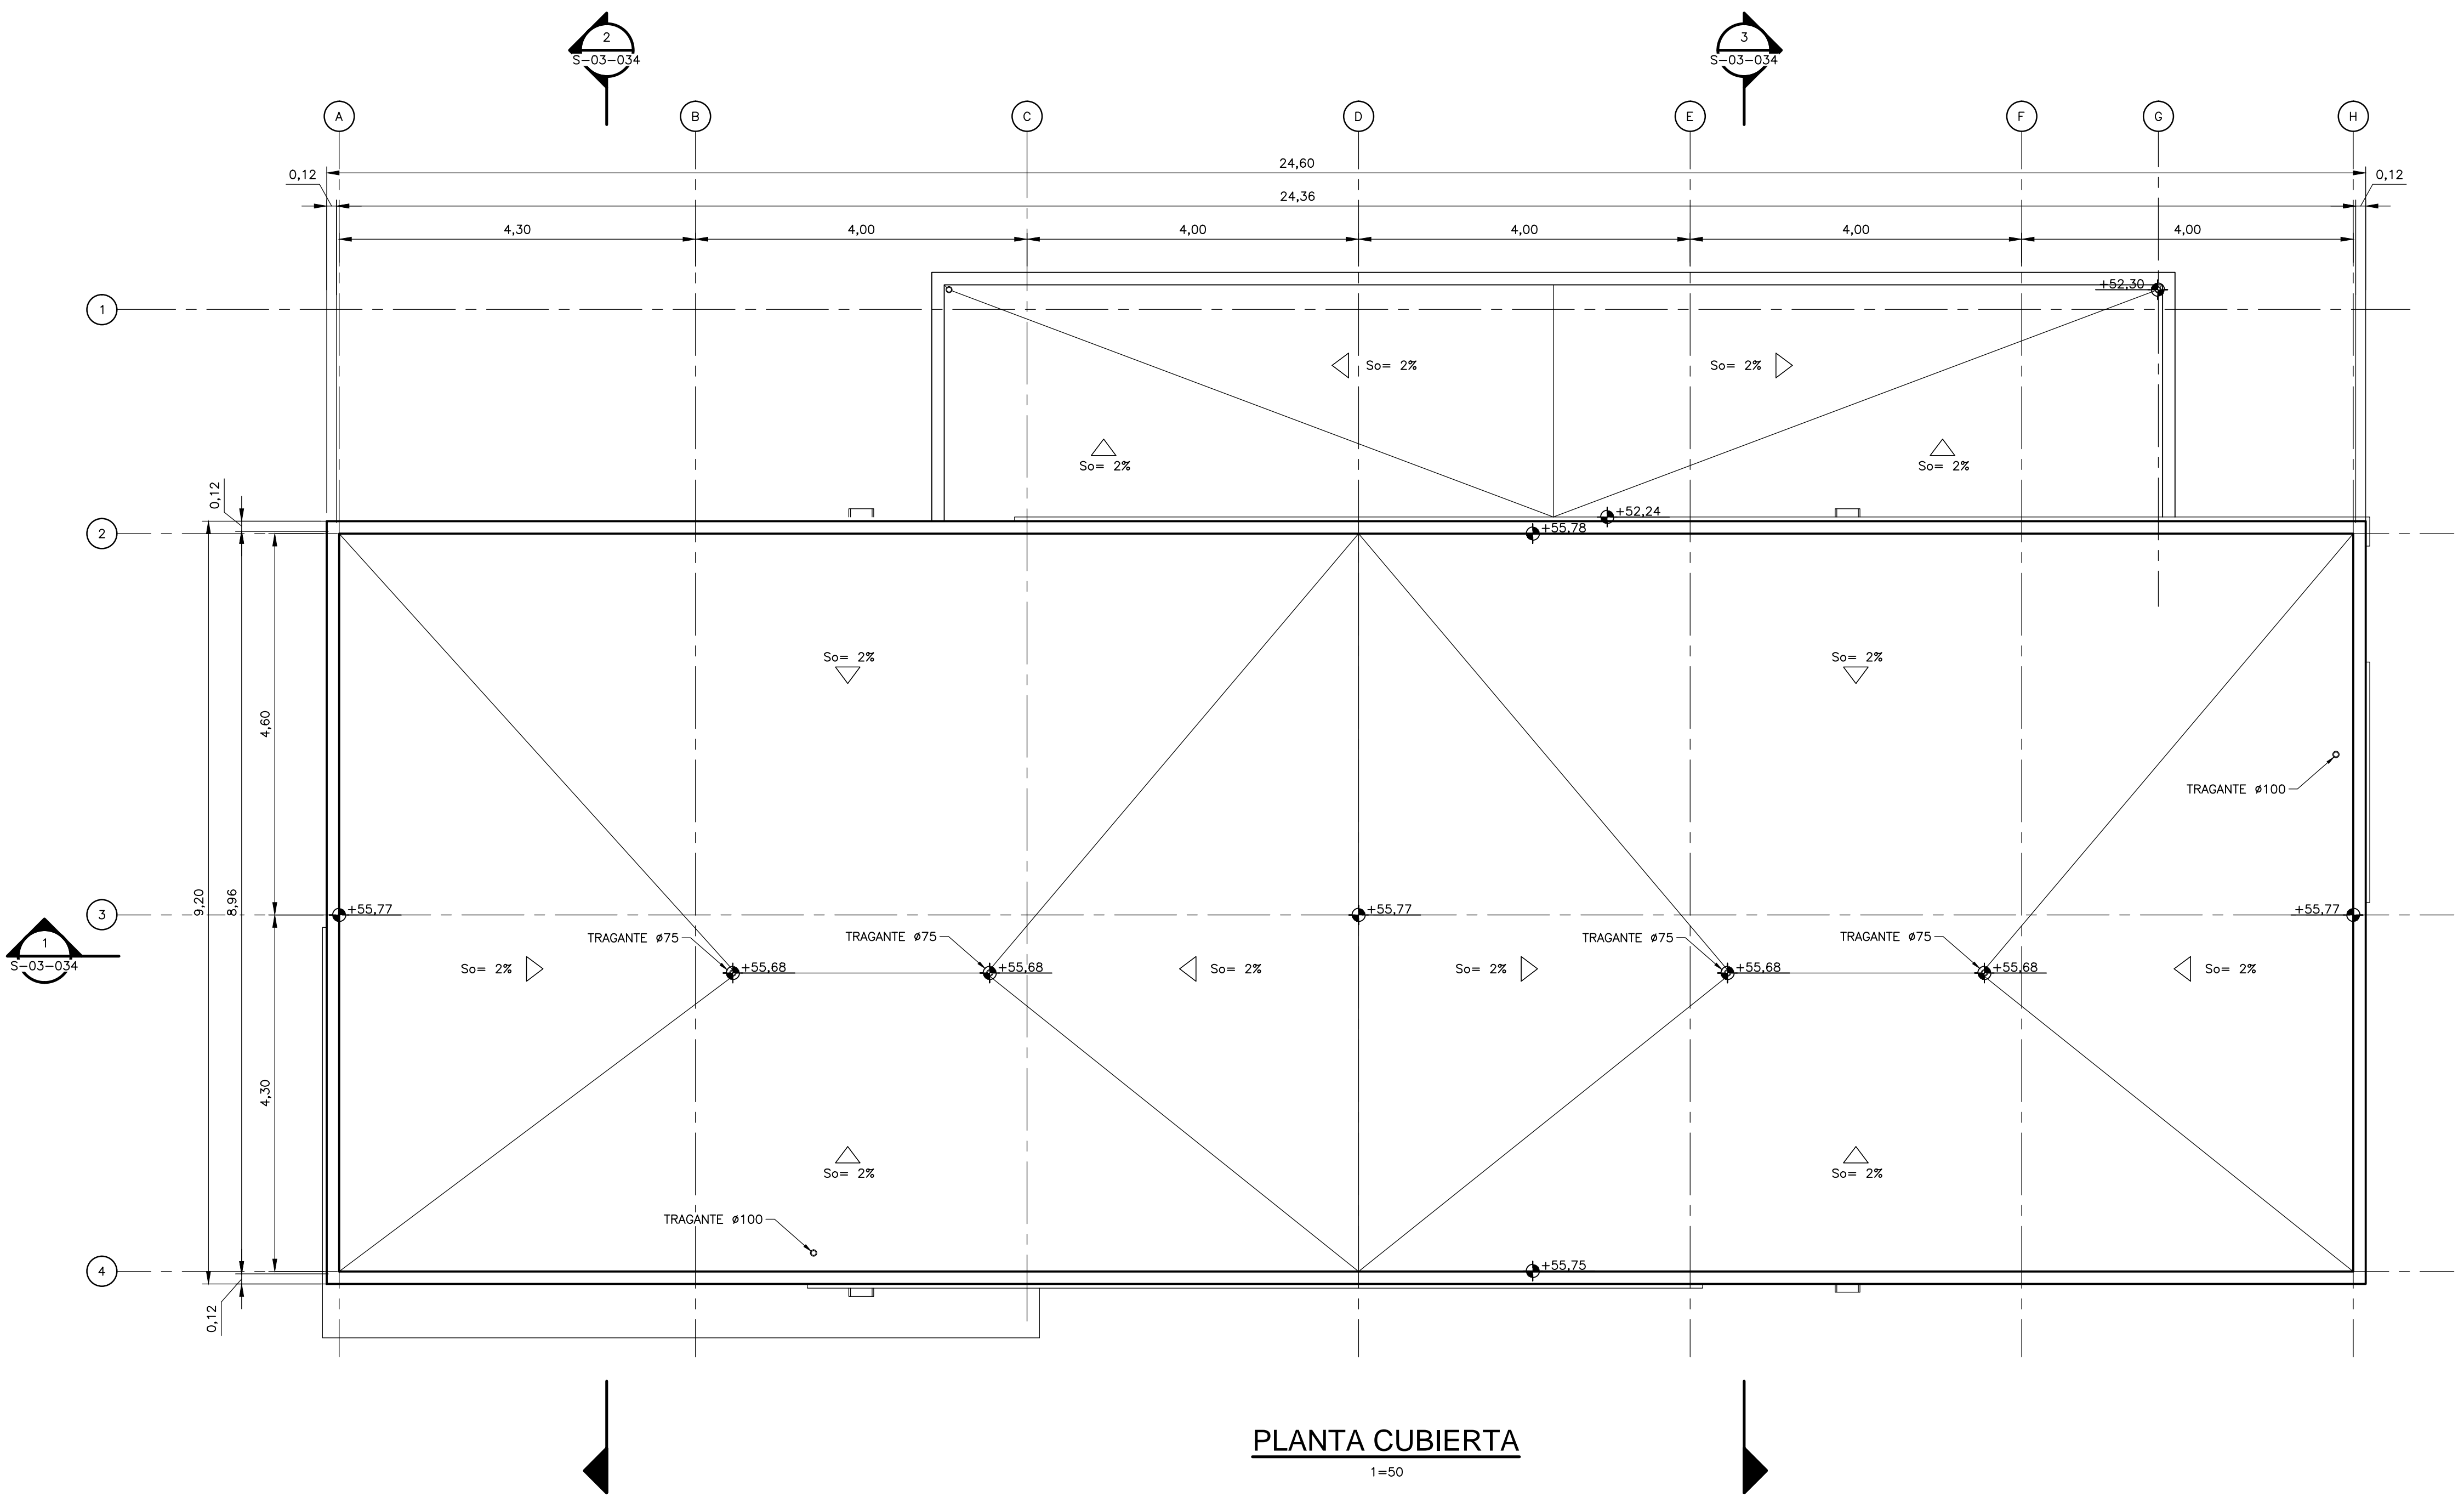 2
S-03-034
3
S-03-034
A
B
C
D
E
F
G
H
24,60
0,12
0,12
24,36
4,30
4,00
4,00
4,00
4,00
4,00
+52,30
1
So= 2%
So= 2%
So= 2%
So= 2%
0,12
+52,24
2
+55,78
So= 2%
So= 2%
4,60
TRAGANTE ø100
9,20
8,96
3
+55,77
+55,77
+55,77
TRAGANTE ø75
TRAGANTE ø75
TRAGANTE ø75
TRAGANTE ø75
1
S-03-034
So= 2%
+55,68
+55,68
So= 2%
So= 2%
+55,68
+55,68
So= 2%
4,30
So= 2%
So= 2%
TRAGANTE ø100
4
+55,75
0,12
PLANTA CUBIERTA
1=50